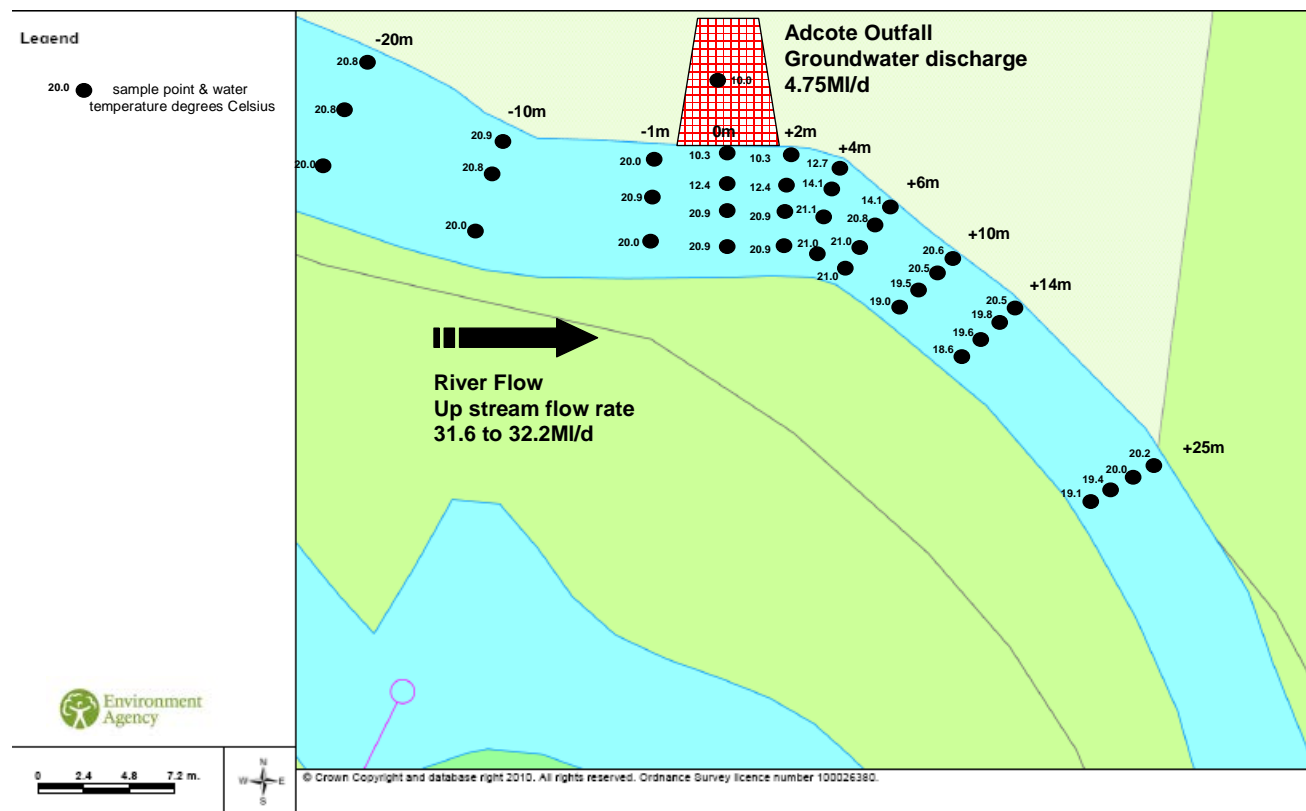 Legend
20.0
sample point & water
temperature degrees Celsius
-20m
20.8
20.8
20.0
-10m
20.9
20.8
20.0
-1m
20.0
20.9
20.0
Adcote Outfall
Groundwater discharge
4.75Ml/d
10.0
0m
10.3
12.4
20.9
20.9
+2m
10.3
12.4
20.9
20.9
+4m
12.7
14.1
21.1
21.0
+6m
14.1
20.8
21.0
21.0
+10m
20.6
20.5
19.5
19.0
+14m
20.5
19.8
19.6
18.6
+25m
20.2
20.0
19.4
19.1
River Flow
Up stream flow rate
31.6 to 32.2Ml/d
Environment
Agency
0 2.4 4.8 7.2 m.
N
W E
S
© Crown Copyright and database right 2010. All rights reserved. Ordnance Survey licence number 100026380.